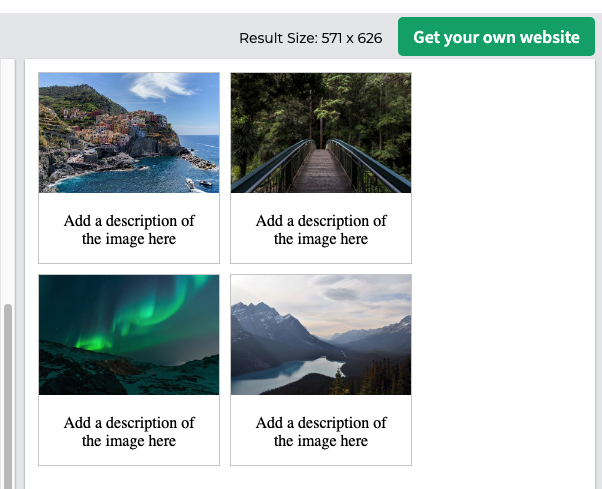 Result Size: 571 x 626
Get your own website
Add a description of
the image here
Add a description of
the image here
Add a description of
the image here
Add a description of
the image here